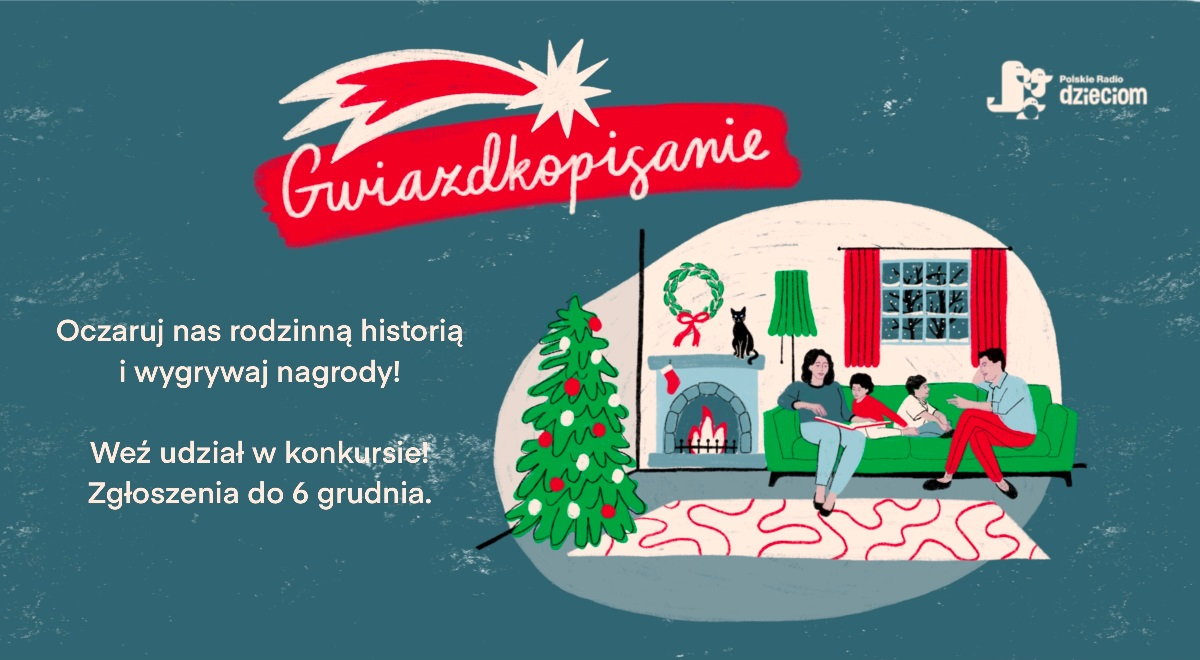 Polskie Radio
dzieciom
Gwiazdkopisanie
Oczaruj nas rodzinną historią
i wygrywaj nagrody!
Weź udział w konkursie!
Zgłoszenia do 6 grudnia.